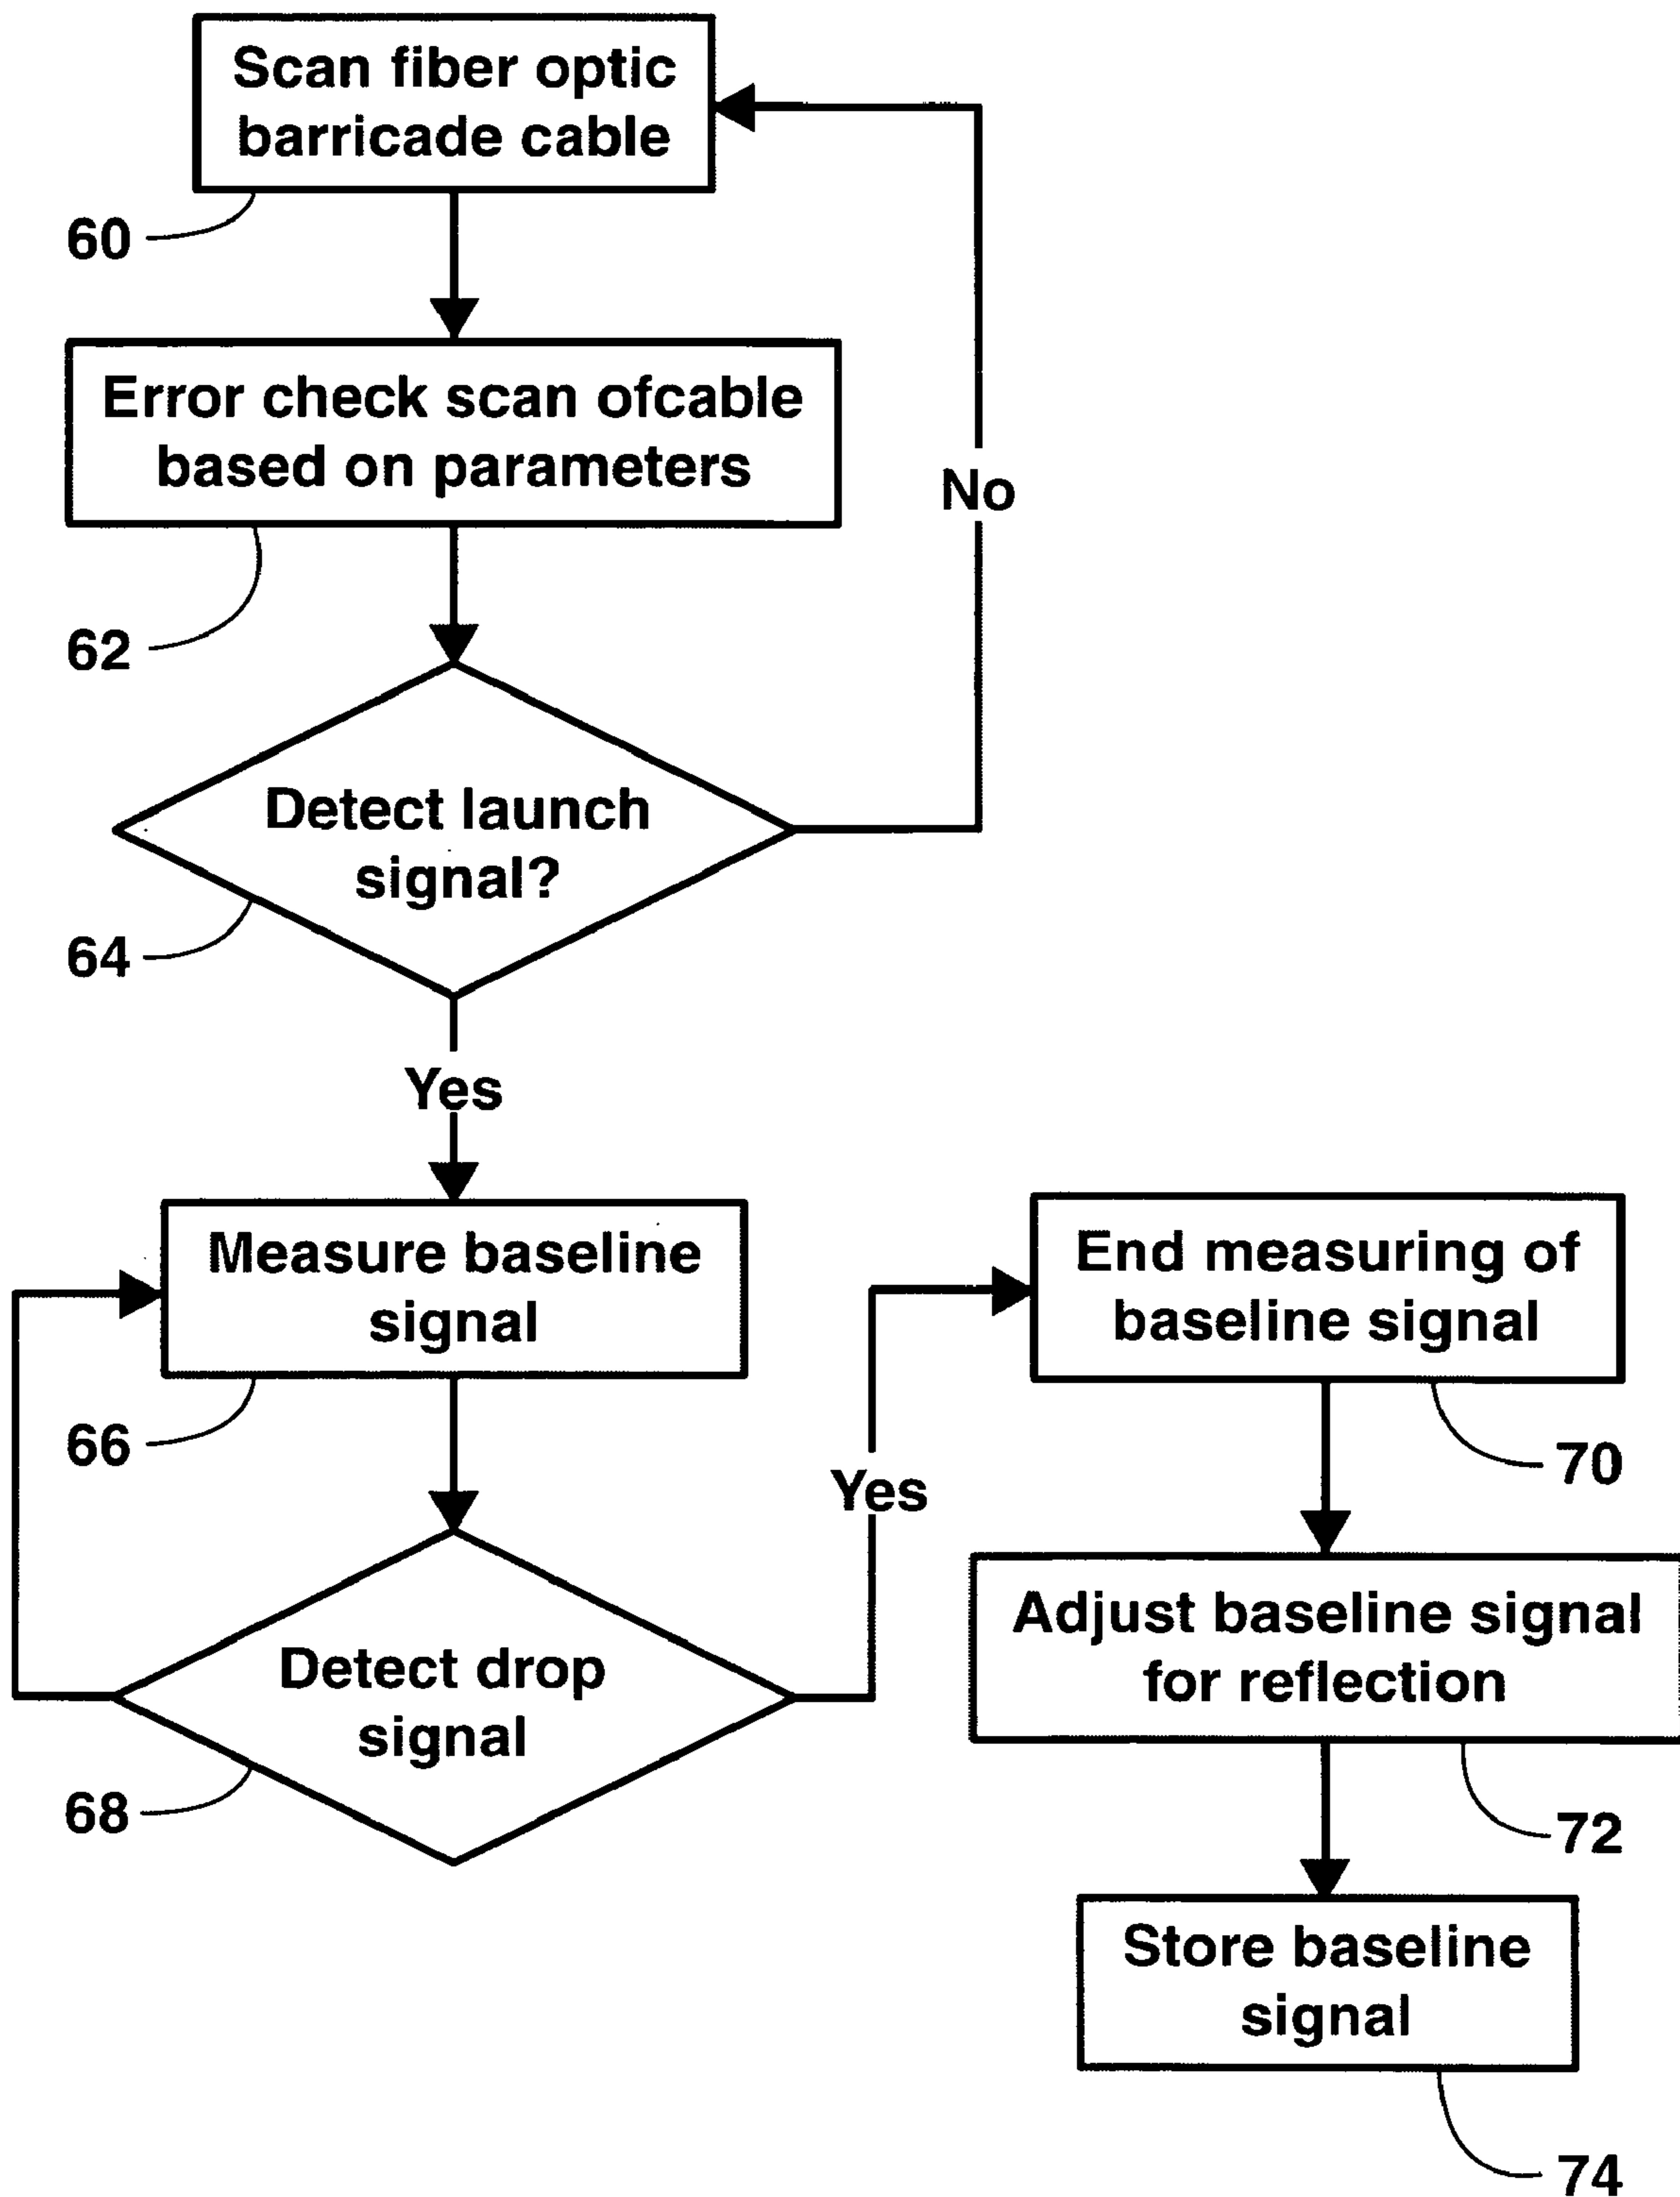 Scan fiber optic
barricade cable
60
Error check scan ofcable
based on parameters
No
62
Detect launch
signal?
64
Yes
Measure baseline
signal
66
Detect drop
signal
68
Yes
End measuring of
baseline signal
70
Adjust baseline signal
for reflection
72
Store baseline
signal
74